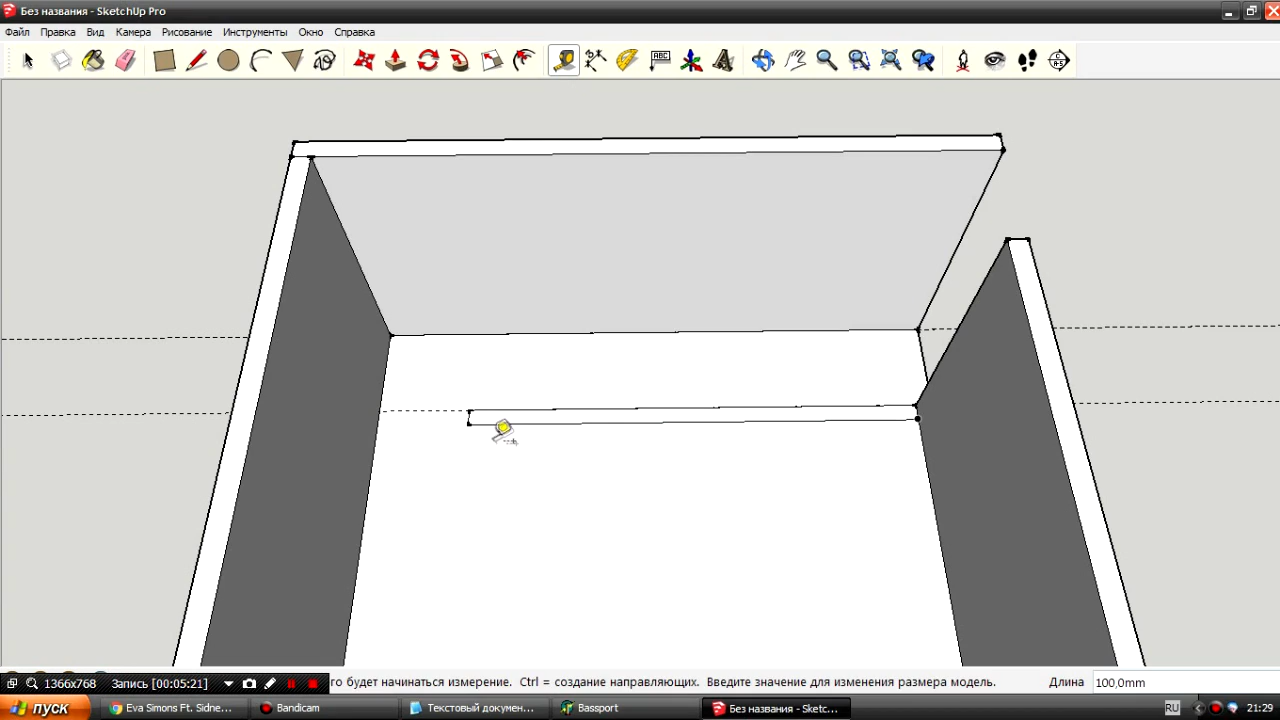 Без названия - SketchUp Pro
Файл Правка Вид Камера Рисование Инструменты Окно Справка
ABC
A-S
1366x768 Запись [00:05:21] го будет начинаться измерение. Ctrl = создание направляющих. Введите значение для изменения размера модель. Длина 100,0mm
пуск Eva Simons Ft. Sidne... Bandicam Текстовый докумен... Bassport Без названия - Sketc... RU 21:29